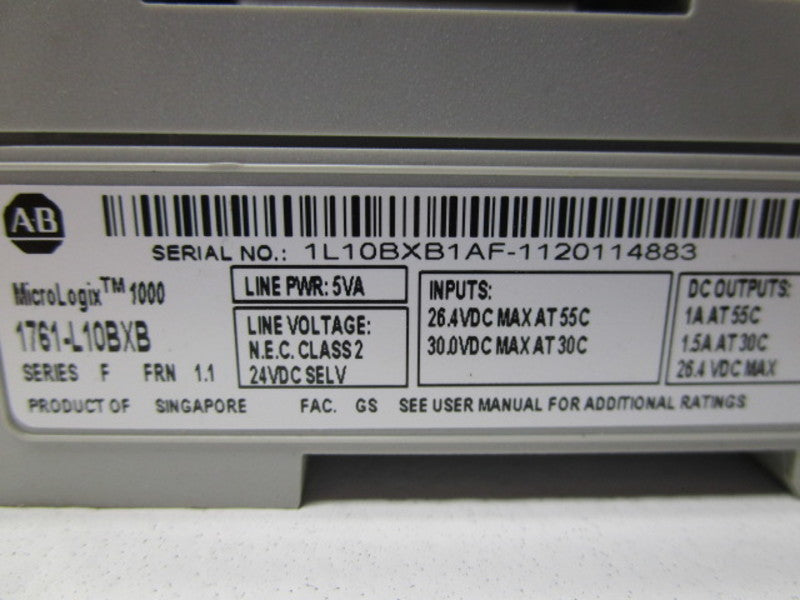 A·B
SERIAL NO.: 1L10BXB1AF-1120114883
MicroLogix™ 1000
1761-L10BXB
SERIES F FRN 1.1
LINE PWR: 5VA
LINE VOLTAGE:
N.E.C. CLASS 2
24VDC SELV
INPUTS:
26.4VDC MAX AT 55C
30.0VDC MAX AT 30C
DC OUTPUTS:
1A AT 55C
1.5A AT 30C
26.4 VDC MAX
PRODUCT OF SINGAPORE FAC. GS SEE USER MANUAL FOR ADDITIONAL RATINGS